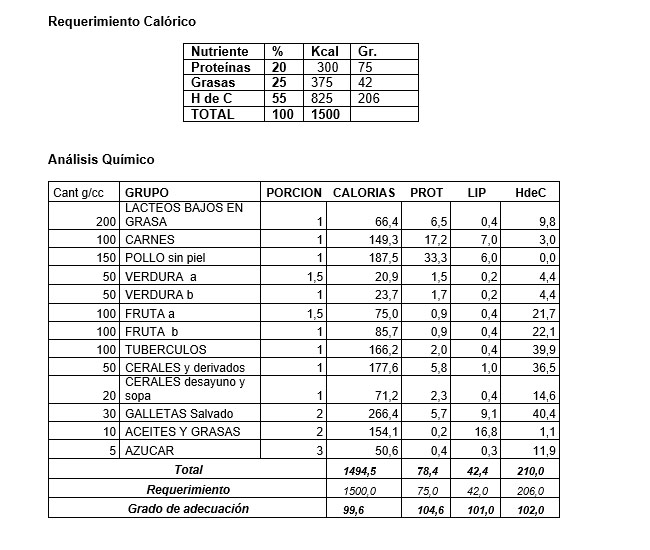 Requerimiento Calórico
Nutriente % Kcal Gr.
Proteínas 20 300 75
Grasas 25 375 42
H de C 55 825 206
TOTAL 100 1500
Análisis Químico
Cant g/cc GRUPO PORCION CALORIAS PROT LIP HdeC
LACTEOS BAJOS EN
200 GRASA 1 66,4 6,5 0,4 9,8
100 CARNES 1 149,3 17,2 7,0 3,0
150 POLLO sin piel 1 187,5 33,3 6,0 0,0
50 VERDURA a 1,5 20,9 1,5 0,2 4,4
50 VERDURA b 1 23,7 1,7 0,2 4,4
100 FRUTA a 1,5 75,0 0,9 0,4 21,7
100 FRUTA b 1 85,7 0,9 0,4 22,1
100 TUBERCULOS 1 166,2 2,0 0,4 39,9
50 CERALES y derivados 1 177,6 5,8 1,0 36,5
CERALES desayuno y
20 sopa 1 71,2 2,3 0,4 14,6
30 GALLETAS Salvado 2 266,4 5,7 9,1 40,4
10 ACEITES Y GRASAS 2 154,1 0,2 16,8 1,1
5 AZUCAR 3 50,6 0,4 0,3 11,9
Total 1494,5 78,4 42,4 210,0
Requerimiento 1500,0 75,0 42,0 206,0
Grado de adecuación 99,6 104,6 101,0 102,0